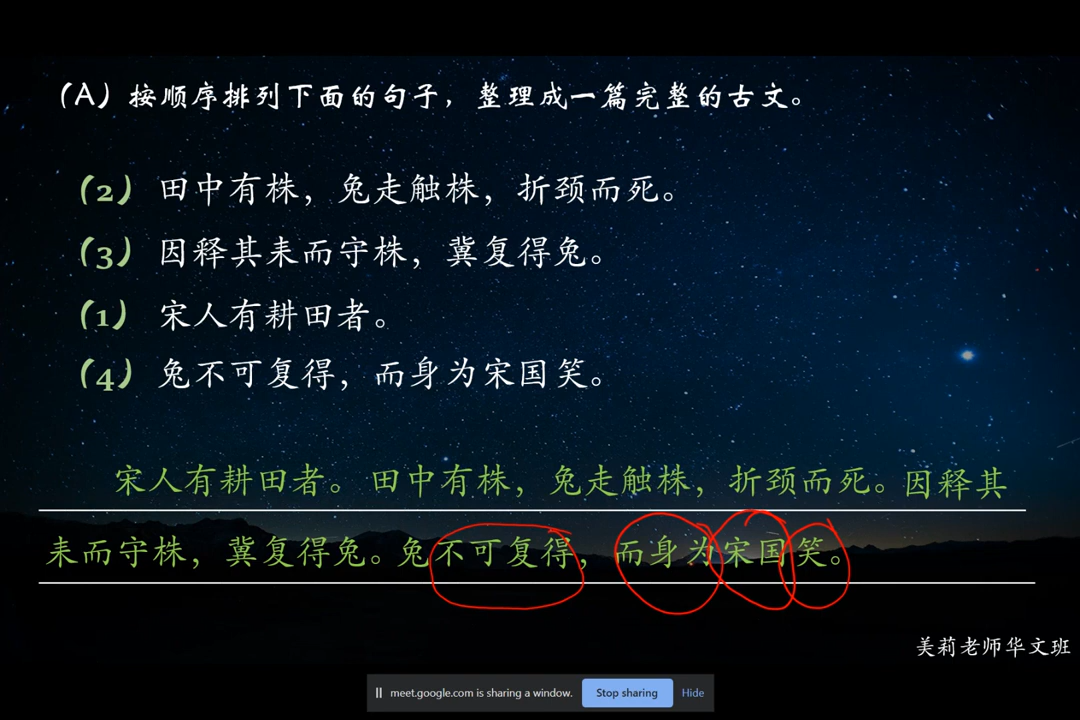 （A）按顺序排列下面的句子，整理成一篇完整的古文。
（2）田中有株，兔走触株，折颈而死。
（3）因释其耒而守株，冀复得兔。
（1）宋人有耕田者。
（4）兔不可复得，而身为宋国笑。
宋人有耕田者。田中有株，兔走触株，折颈而死。因释其
耒而守株，冀复得兔。兔不可复得，而身为宋国笑。
美莉老师华文班
meet.google.com is sharing a window. Stop sharing Hide